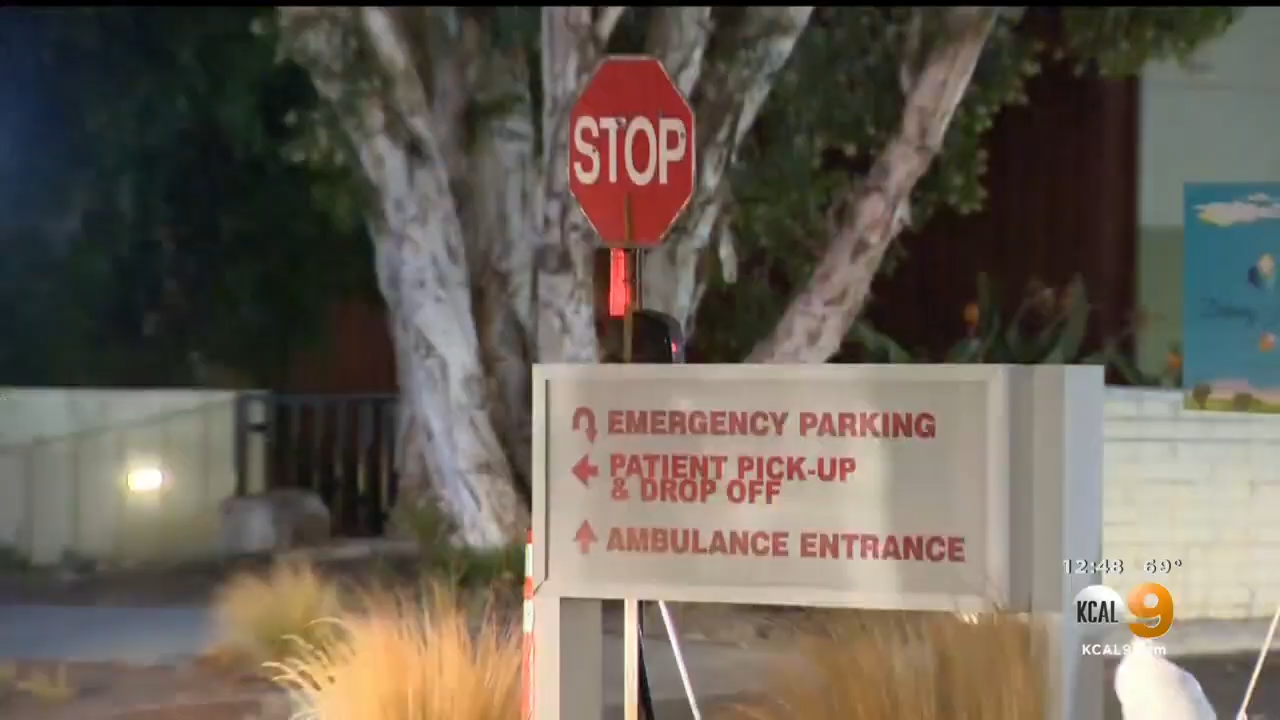 STOP
EMERGENCY PARKING
PATIENT PICK-UP
& DROP OFF
AMBULANCE ENTRANCE
12:48 69°
KCAL 9